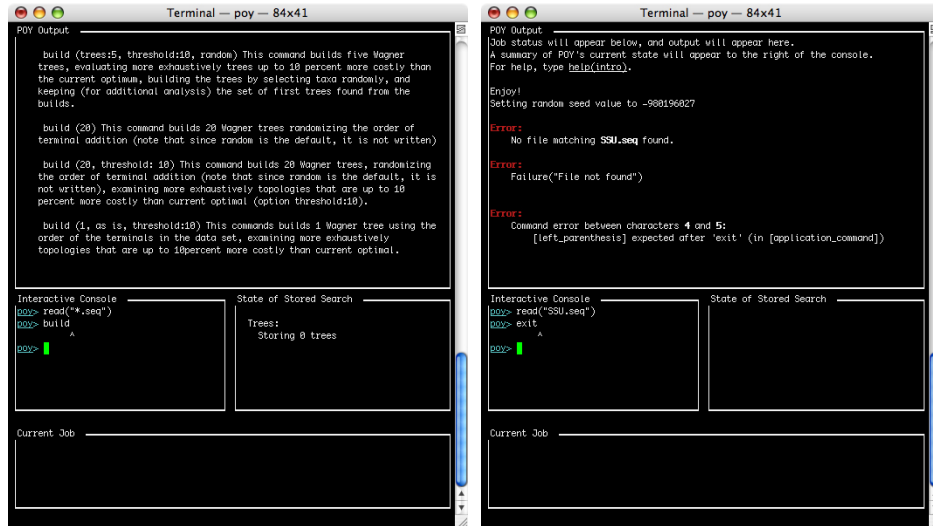 Terminal — poy — 84x41
POY Output
build (trees:5, threshold:10, random) This command builds five Wagner
trees, evaluating more exhaustively trees up to 10 percent more costly than
the current optimum, building the trees by selecting taxa randomly, and
keeping (for additional analysis) the set of first trees found from the
builds.
build (20) This command builds 20 Wagner trees randomizing the order of
terminal addition (note that since random is the default, it is not written)
build (20, threshold: 10) This command builds 20 Wagner trees, randomizing
the order of terminal addition (note that since random is the default, it is
not written), examining more exhaustively topologies that are up to 10
percent more costly than current optimal (option threshold:10).
build (1, as is, threshold:10) This commands builds 1 Wagner tree using the
order of the terminals in the data set, examining more exhaustively
topologies that are up to 10percent more costly than current optimal.
Interactive Console
poy> read("*.seq")
poy> build
^
poy>
State of Stored Search
Trees:
Storing 0 trees
Current Job
Terminal — poy — 84x41
POY Output
Job status will appear below, and output will appear here.
A summary of POY's current state will appear to the right of the console.
For help, type help(intro).
Enjoy!
Setting random seed value to -980196027
Error:
No file matching SSU.seq found.
Error:
Failure("File not found")
Error:
Command error between characters 4 and 5:
[left_parenthesis] expected after 'exit' (in [application_command])
Interactive Console
poy> read("SSU.seq")
poy> exit
^
poy>
State of Stored Search
Current Job